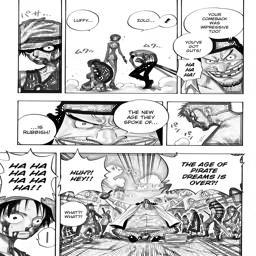 YOUR
COMEBACK
WAS
IMPRESSIVE
TOO!
YOU'VE
GOT
GUTS!
HA
HA
HA!
ZOLO...
LUFFY...
THE NEW
AGE THEY
SPOKE
OF...
...IS
RUBBISH!
THE AGE OF
PIRATE
DREAMS
IS OVER?!
HUH?!
HEY!!
WHAT?!
WHAT?!
HA HA
HA HA
HA HA
HA!!